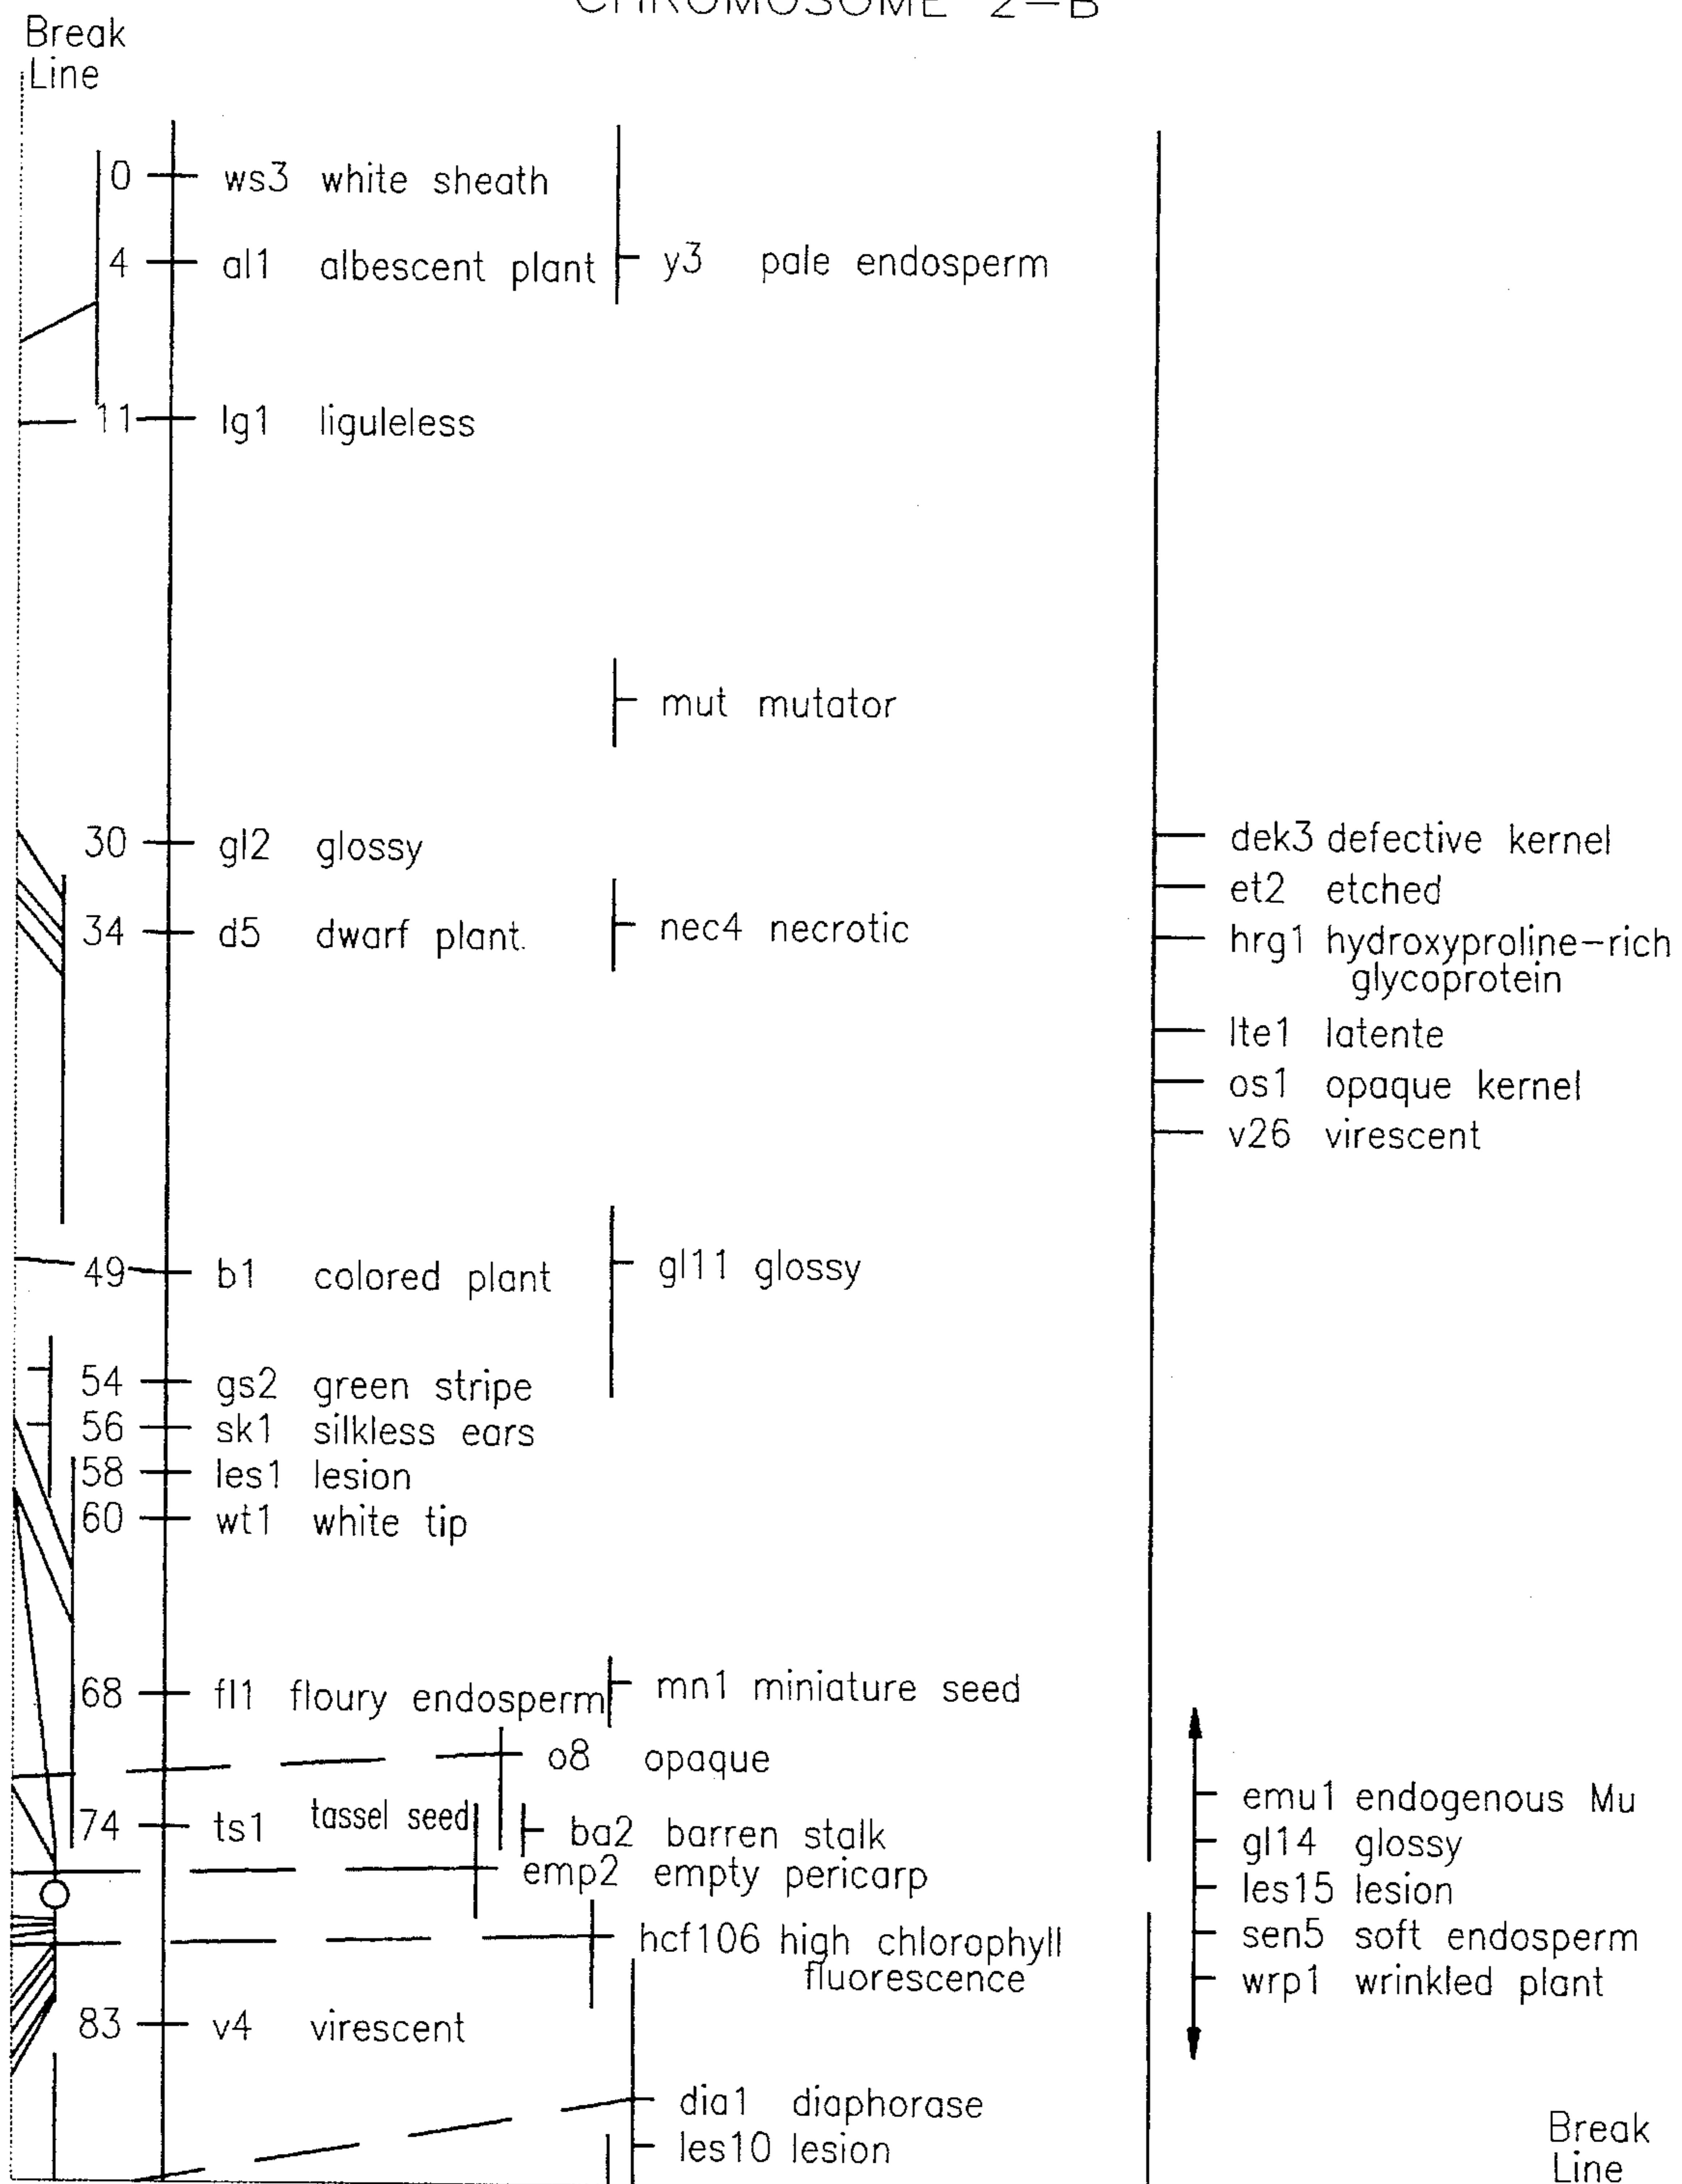 CHROMOSOME 2-B
Break
Line
0 ws3 white sheath
4 al1 albescent plant y3 pale endosperm
11 lg1 liguleless
mut mutator
30 gl2 glossy dek3 defective kernel
et2 etched
34 d5 dwarf plant. nec4 necrotic hrg1 hydroxyproline-rich
glycoprotein
lte1 latente
os1 opaque kernel
v26 virescent
49 b1 colored plant gl11 glossy
54 gs2 green stripe
56 sk1 silkless ears
58 les1 lesion
60 wt1 white tip
68 fl1 floury endosperm mn1 miniature seed
o8 opaque
emu1 endogenous Mu
74 ts1 tassel seed ba2 barren stalk gl14 glossy
emp2 empty pericarp les15 lesion
hcf106 high chlorophyll sen5 soft endosperm
fluorescence wrp1 wrinkled plant
83 v4 virescent
dia1 diaphorase
les10 lesion
Break
Line